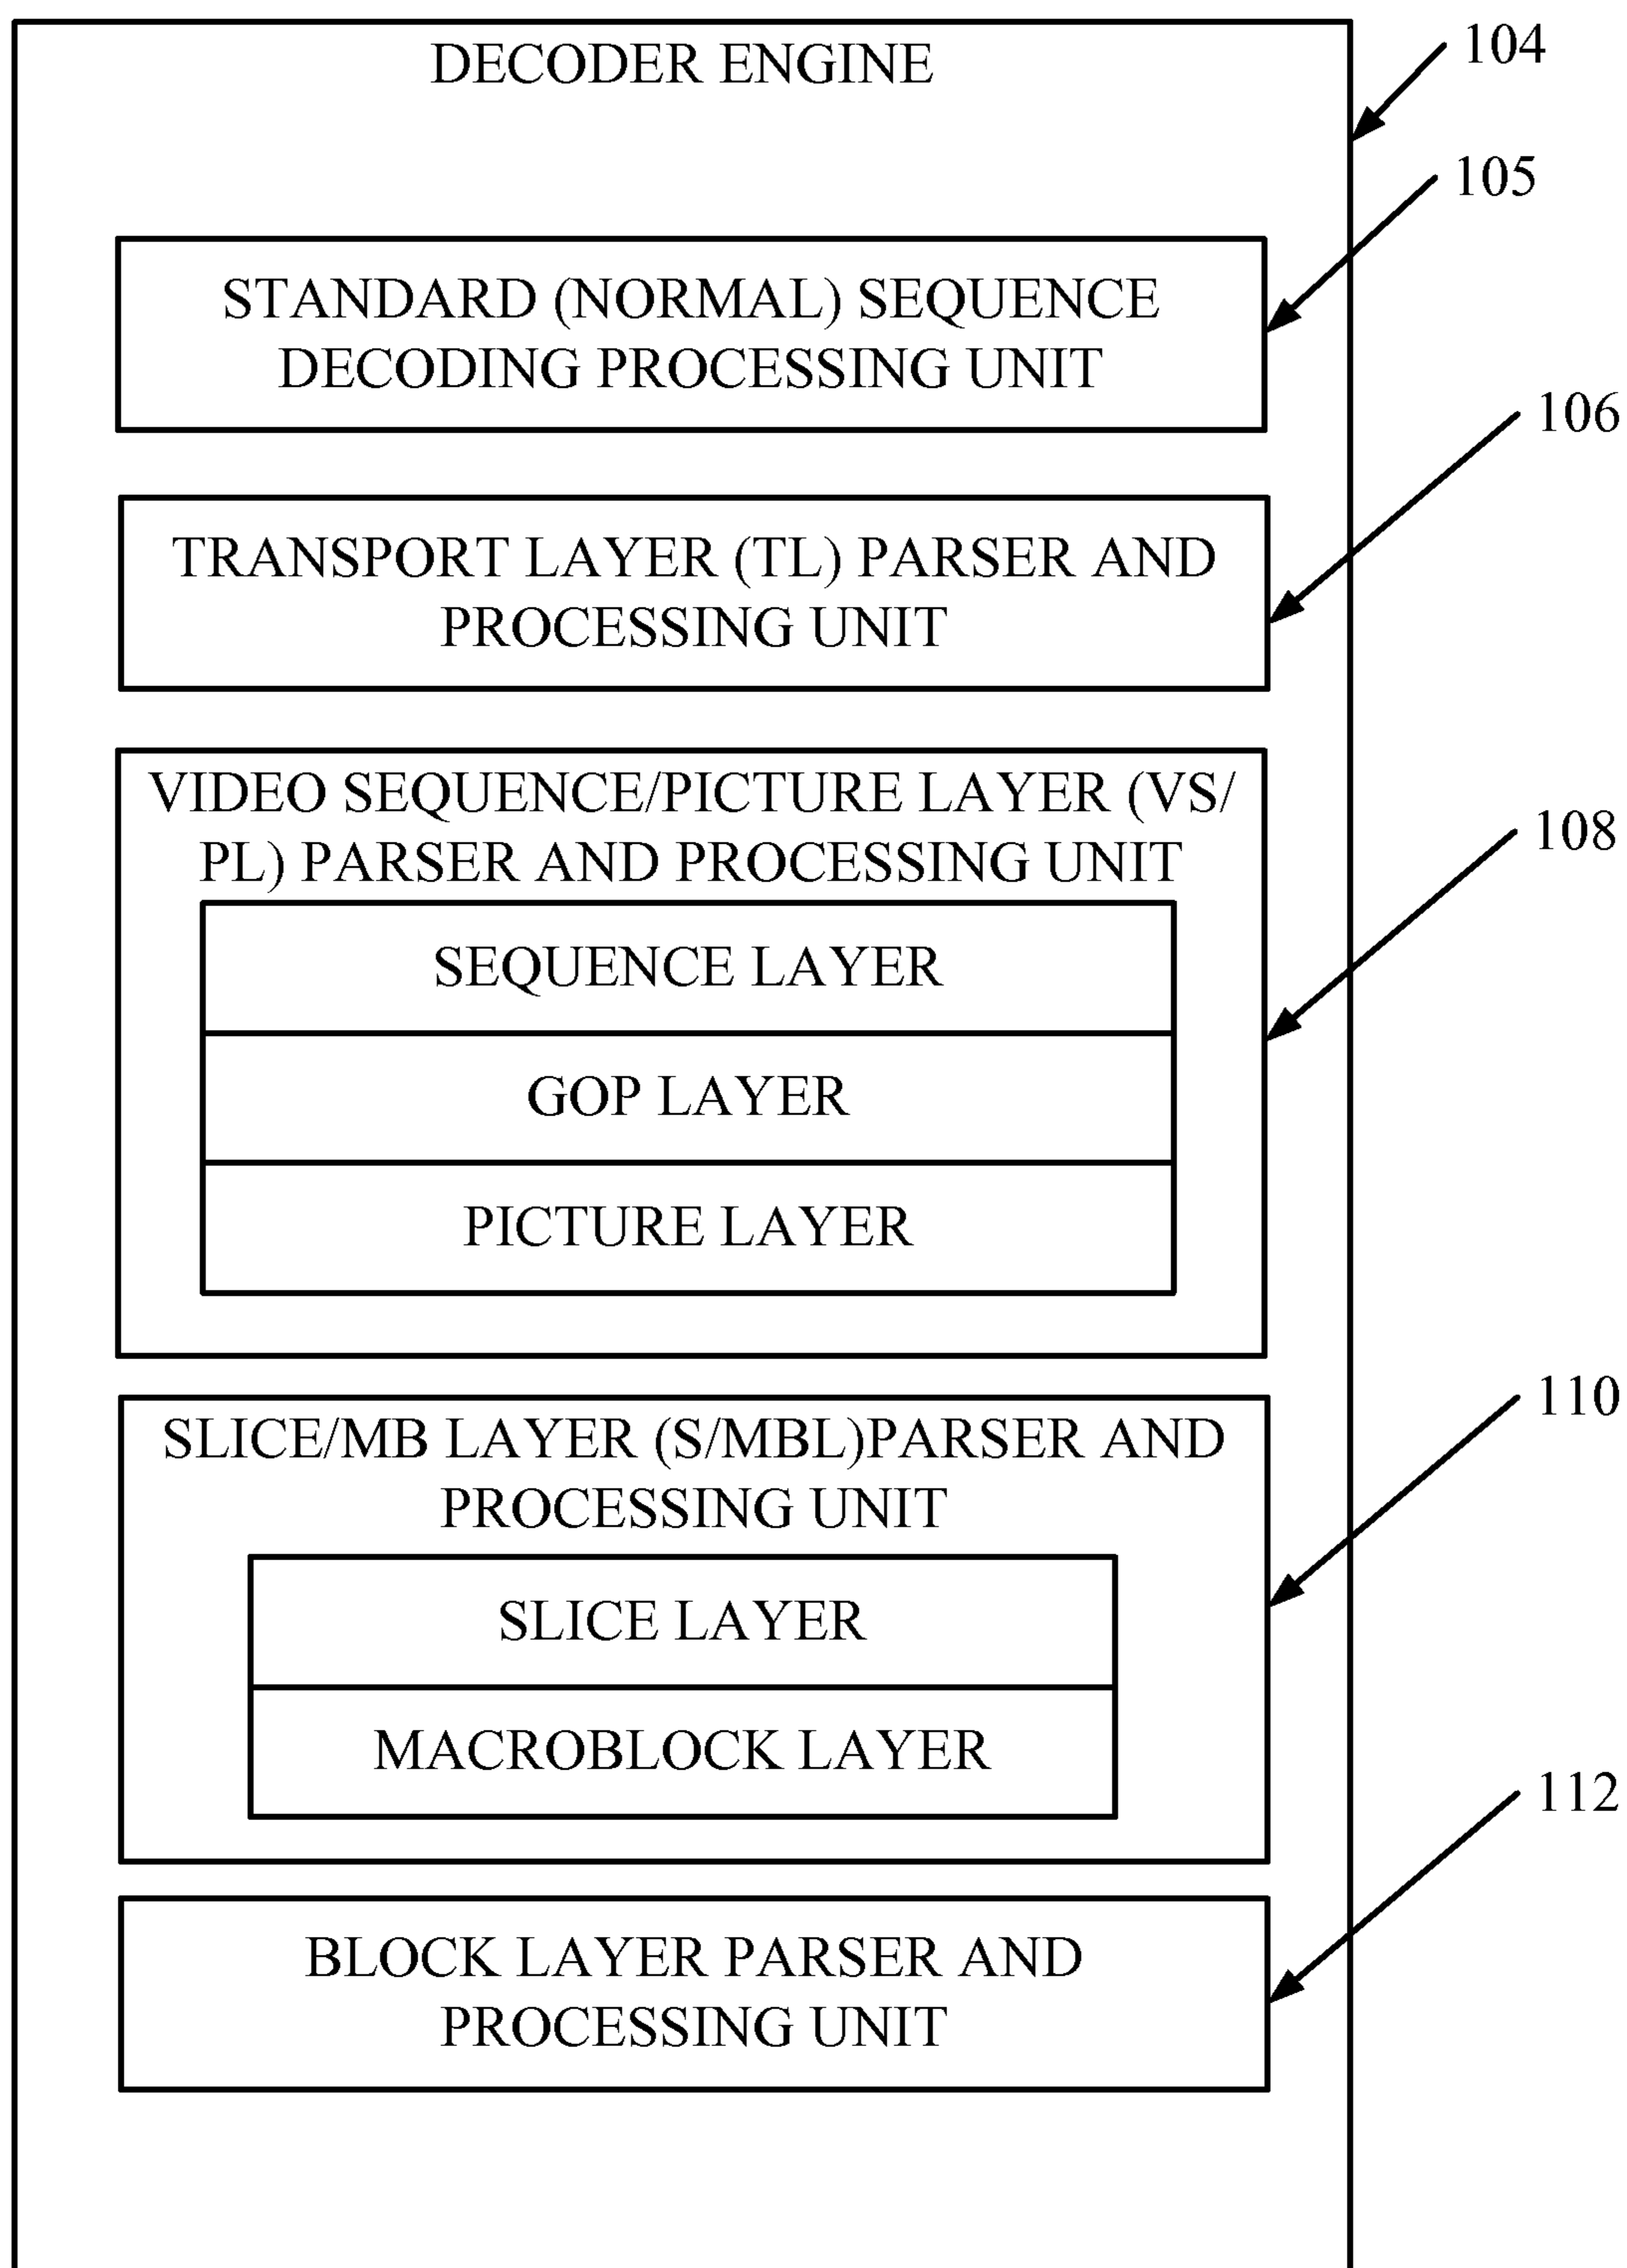 DECODER ENGINE
104
105
STANDARD (NORMAL) SEQUENCE
DECODING PROCESSING UNIT
106
TRANSPORT LAYER (TL) PARSER AND
PROCESSING UNIT
VIDEO SEQUENCE/PICTURE LAYER (VS/
PL) PARSER AND PROCESSING UNIT
108
SEQUENCE LAYER
GOP LAYER
PICTURE LAYER
110
SLICE/MB LAYER (S/MBL)PARSER AND
PROCESSING UNIT
SLICE LAYER
MACROBLOCK LAYER
112
BLOCK LAYER PARSER AND
PROCESSING UNIT